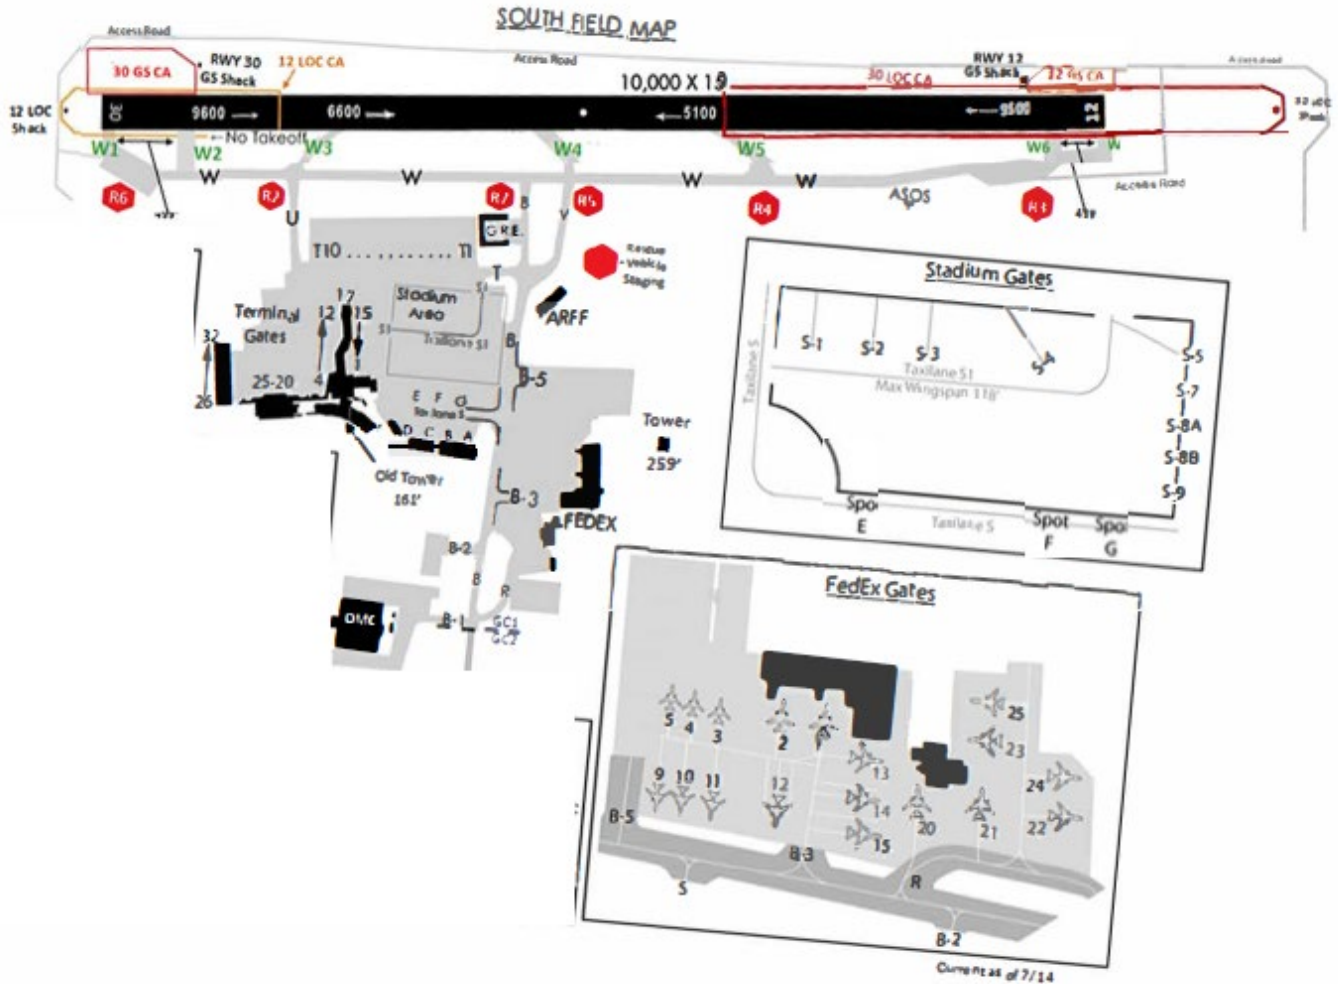 SOUTH FIELD MAP
Access Road
Access Road
30 GS CA
RWY 30
GS Shack
12 LOC CA
10,000 X 15
30 LOC CA
RWY 12
GS Shack
12 GS CA
12 LOC
Shack
30
9600
6600
5100
9500
12
No Takeoff
W1
W2
W3
W4
W5
W6
W
W
W
W
W
ASOS
Access Road
R6
R7
R5
R4
R3
U
B
V
G.R.E.
T10
T1
T
S1
Stadium
Area
Taxilane S1
S1
Rescue
Vehicle
Staging
ARFF
Terminal
Gates
17
12
15
32
26
25-20
4
1
B
B-5
E F G
Taxilane S
D C B A
Old Tower
161'
Tower
259'
B-3
FEDEX
B-2
B
R
B-1
GC1
GC2
OMC
Stadium Gates
S-1
S-2
S-3
S-4
S-5
S-7
S-8A
S-8B
S-9
Taxilane S
Taxilane S1
Max Wingspan 118'
Spo
E
Taxilane S
Spot
F
Spo
G
FedEx Gates
5
4
3
2
25
23
13
24
9
10
11
12
14
20
21
22
15
B-5
B-3
S
R
B-2
Current as of 7/14